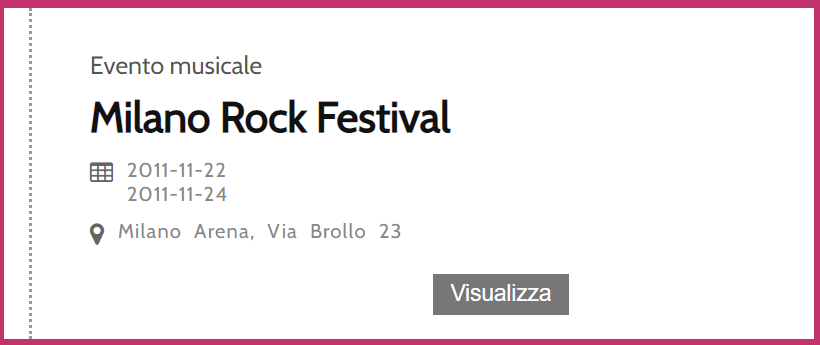 Evento musicale
Milano Rock Festival
2011-11-22
2011-11-24
Milano Arena, Via Brollo 23
Visualizza